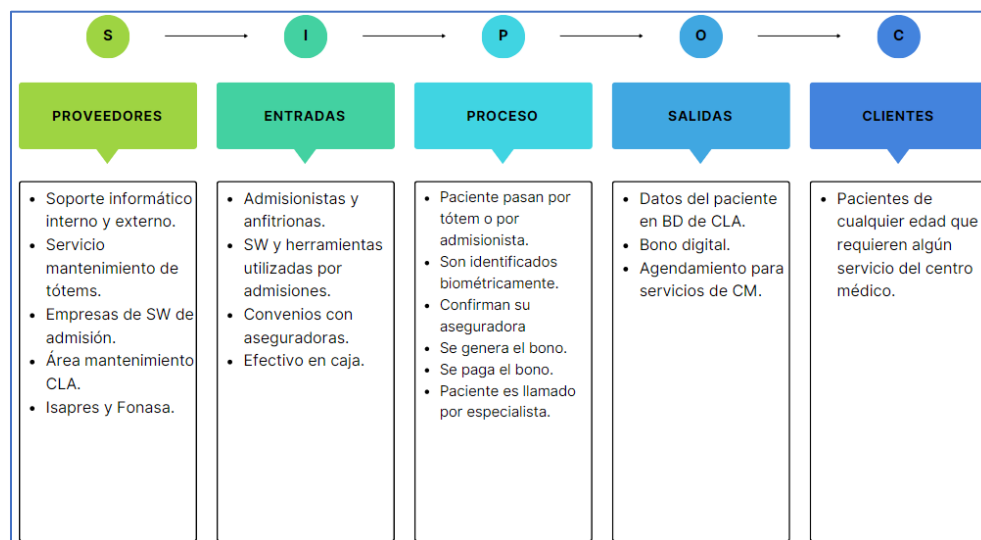 S
I
P
O
C
PROVEEDORES
ENTRADAS
PROCESO
SALIDAS
CLIENTES
• Soporte informático
interno y externo.
• Servicio
mantenimiento de
tótems.
• Empresas de SW de
admisión.
• Área mantenimiento
CLA.
• Isapres y Fonasa.
• Admisionistas y
anfitrionas.
• SW y herramientas
utilizadas por
admisiones.
• Convenios con
aseguradoras.
• Efectivo en caja.
• Paciente pasan por
tótem o por
admisionista.
• Son identificados
biométricamente.
• Confirman su
aseguradora
• Se genera el bono.
• Se paga el bono.
• Paciente es llamado
por especialista.
• Datos del paciente
en BD de CLA.
• Bono digital.
• Agendamiento para
servicios de CM.
• Pacientes de
cualquier edad que
requieren algún
servicio del centro
médico.